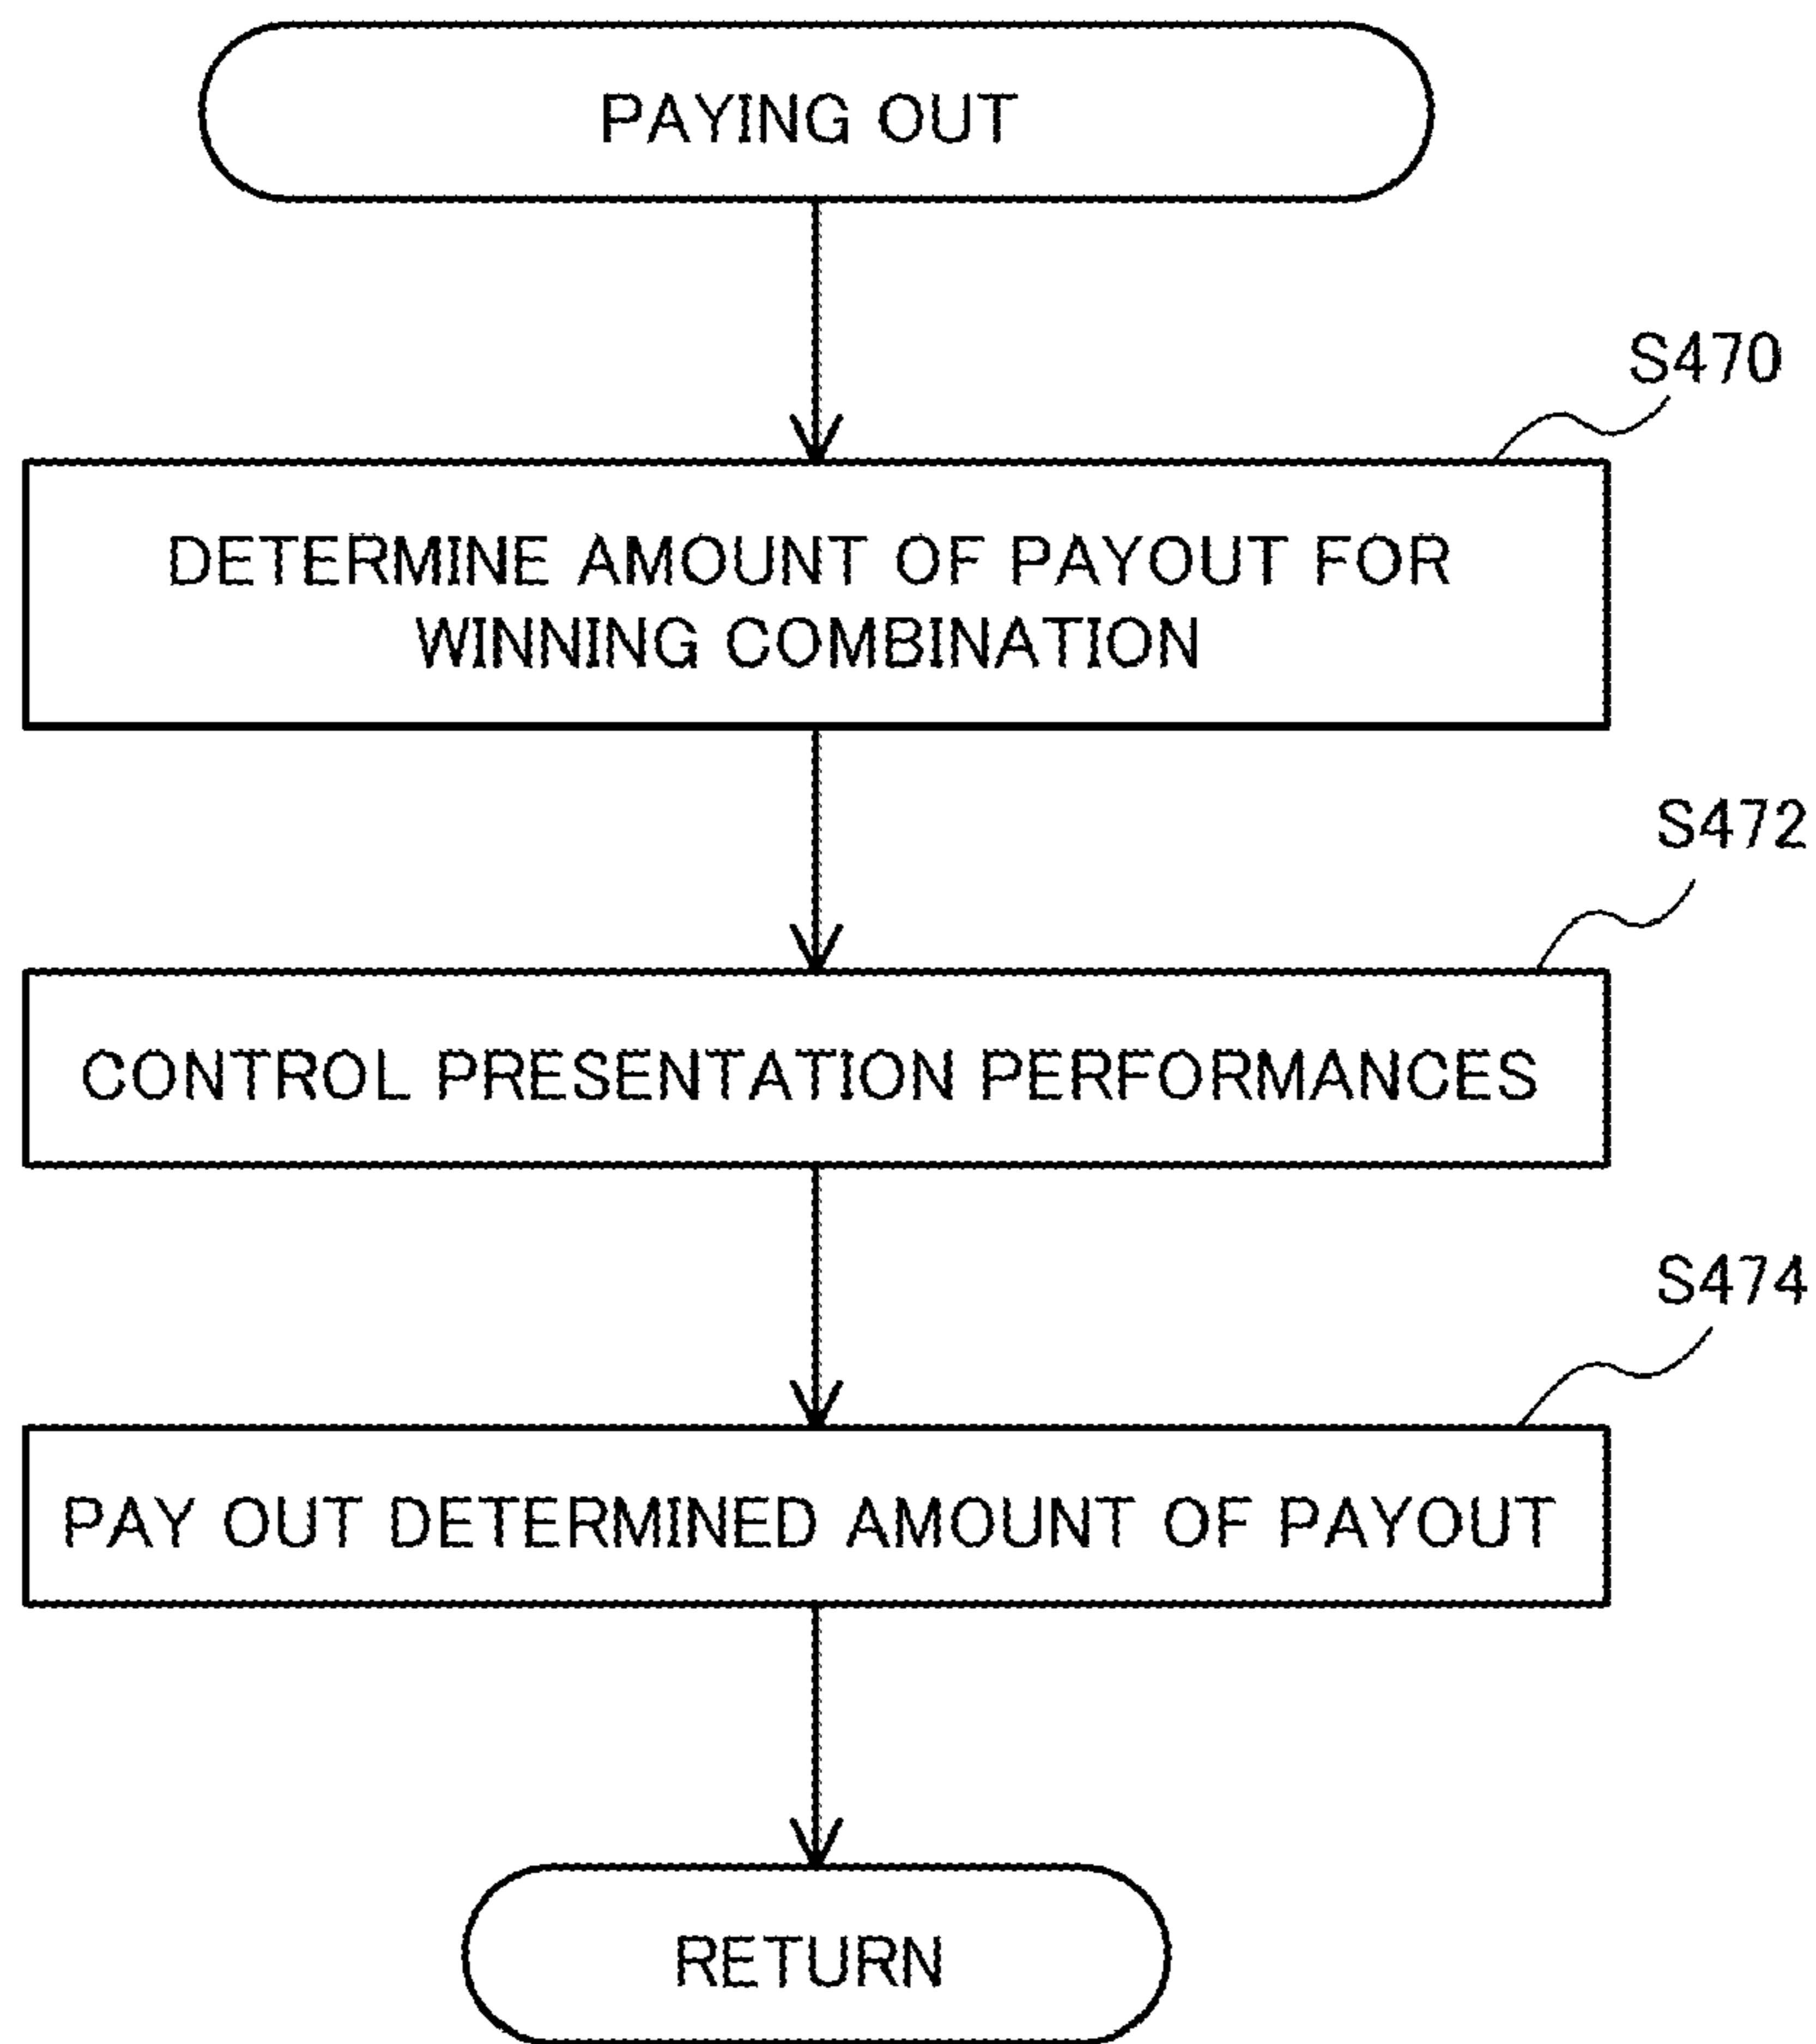 PAYING OUT
S470
DETERMINE AMOUNT OF PAYOUT FOR
WINNING COMBINATION
S472
CONTROL PRESENTATION PERFORMANCES
S474
PAY OUT DETERMINED AMOUNT OF PAYOUT
RETURN